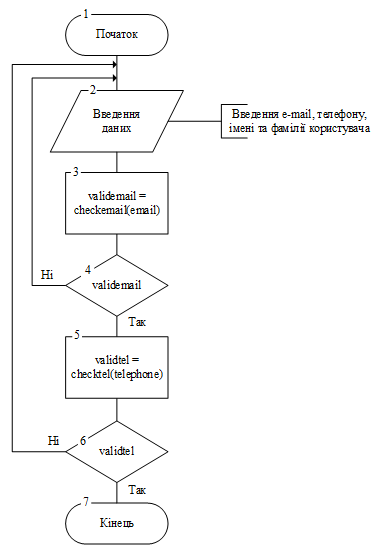 1
Початок
2
Введення
даних
Введення e-mail, телефону,
імені та фамілії користувача
3
validemail =
checkemail(email)
4
validemail
Ні
Так
5
validtel =
checktel(telephone)
6
validtel
Ні
Так
7
Кінець